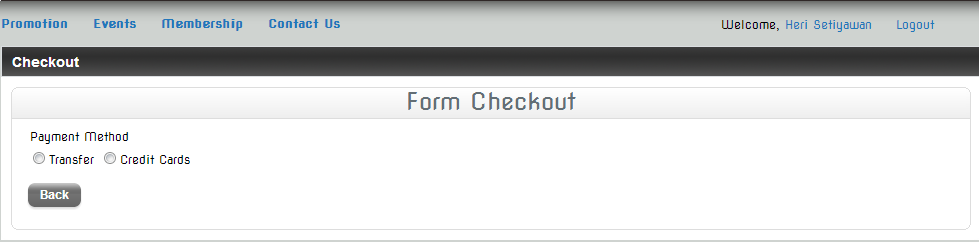 Promotion Events Membership Contact Us Welcome, Heri Setiyawan Logout
Checkout
Form Checkout
Payment Method
Transfer Credit Cards
Back